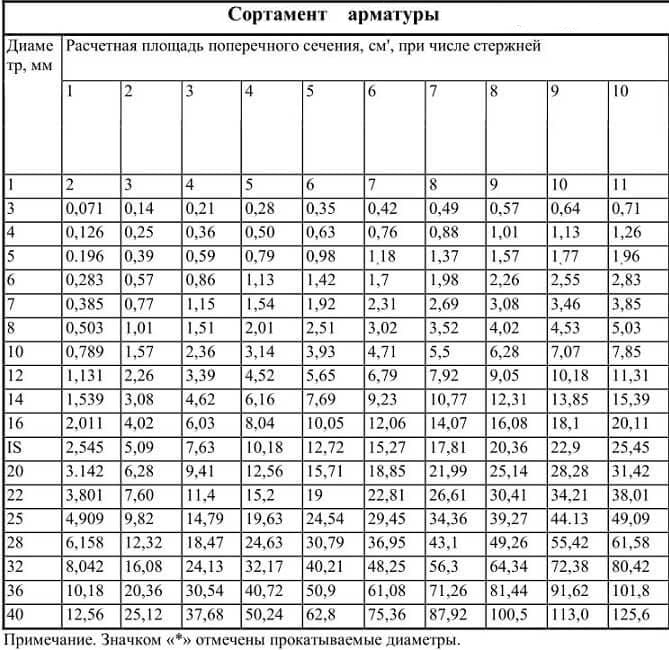 Сортамент арматуры
Диаме Расчетная площадь поперечного сечения, см', при числе стержней
тр, мм
1 2 3 4 5 6 7 8 9 10
1 2 3 4 5 6 7 8 9 10 11
3 0,071 0,14 0,21 0,28 0,35 0,42 0,49 0,57 0,64 0,71
4 0,126 0,25 0,36 0,50 0,63 0,76 0,88 1,01 1,13 1,26
5 0.196 0,39 0,59 0,79 0,98 1,18 1,37 1,57 1,77 1,96
6 0,283 0,57 0,86 1,13 1,42 1,7 1,98 2,26 2,55 2,83
7 0,385 0,77 1,15 1,54 1,92 2,31 2,69 3,08 3,46 3,85
8 0,503 1,01 1,51 2,01 2,51 3,02 3,52 4,02 4,53 5,03
10 0,789 1,57 2,36 3,14 3,93 4,71 5,5 6,28 7,07 7,85
12 1,131 2,26 3,39 4,52 5,65 6,79 7,92 9,05 10,18 11,31
14 1,539 3,08 4,62 6,16 7,69 9,23 10,77 12,31 13,85 15,39
16 2,011 4,02 6,03 8,04 10,05 12,06 14,07 16,08 18,1 20,11
IS 2,545 5,09 7,63 10,18 12,72 15,27 17,81 20,36 22,9 25,45
20 3.142 6,28 9,41 12,56 15,71 18,85 21,99 25,14 28,28 31,42
22 3,801 7,60 11,4 15,2 19 22,81 26,61 30,41 34,21 38,01
25 4,909 9,82 14,79 19,63 24,54 29,45 34,36 39,27 44.13 49,09
28 6,158 12,32 18,47 24,63 30,79 36,95 43,1 49,26 55,42 61,58
32 8,042 16,08 24,13 32,17 40,21 48,25 56,3 64,34 72,38 80,42
36 10,18 20,36 30,54 40,72 50,9 61,08 71,26 81,44 91,62 101,8
40 12,56 25,12 37,68 50,24 62,8 75,36 87,92 100,5 113,0 125,6
Примечание. Значком «*» отмечены прокатываемые диаметры.